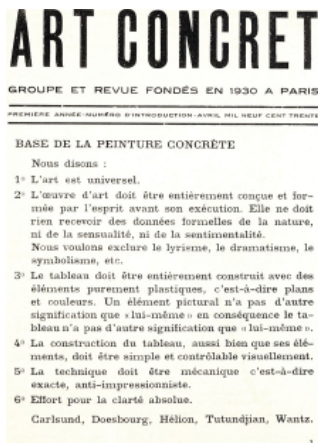 ART CONCRET
GROUPE ET REVUE FONDÉS EN 1930 A PARIS
PREMIÈRE ANNÉE-NUMÉRO D'INTRODUCTION-AVRIL MIL NEUF CENT TRENTE
BASE DE LA PEINTURE CONCRÈTE
Nous disons :
1° L'art est universel.
2° L'œuvre d'art doit être entièrement conçue et for-
mée par l'esprit avant son exécution. Elle ne doit
rien recevoir des données formelles de la nature,
ni de la sensualité, ni de la sentimentalité.
Nous voulons exclure le lyrisme, le dramatisme, le
symbolisme, etc.
3° Le tableau doit être entièrement construit avec des
éléments purement plastiques, c'est-à-dire plans
et couleurs. Un élément pictural n'a pas d'autre
signification que «lui-même» en conséquence le ta-
bleau n'a pas d'autre signification que «lui-même».
4° La construction du tableau, aussi bien que ses élé-
ments, doit être simple et contrôlable visuellement.
5° La technique doit être mécanique c'est-à-dire
exacte, anti-impressionniste.
6° Effort pour la clarté absolue.
Carlsund, Doesbourg, Hélion, Tutundjian, Wantz.
1